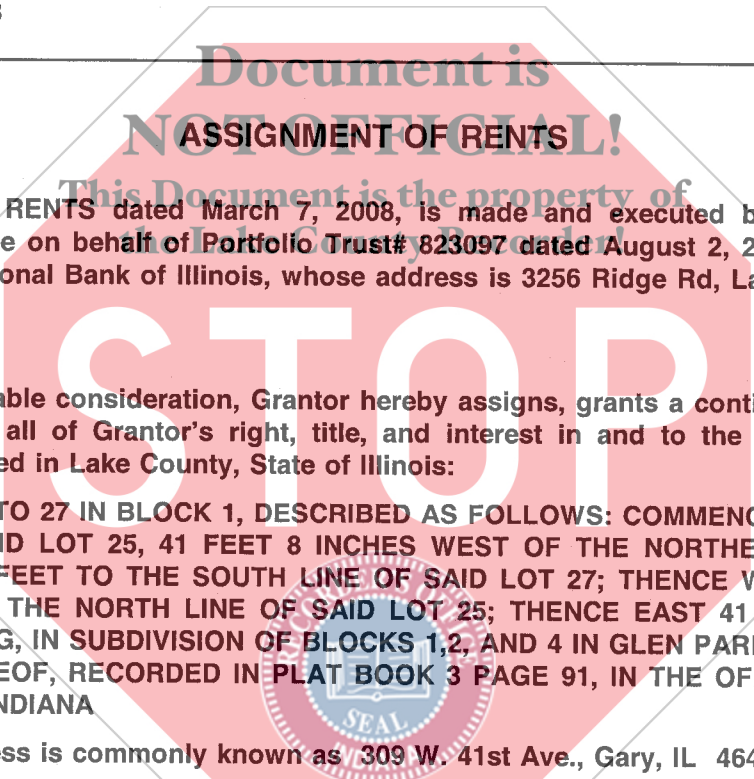 Document is
NOT OFFICIAL!
ASSIGNMENT OF RENTS
This Document is the property of
the Lake County Recorder!
RENTS dated March 7, 2008, is made and executed b
e on behalf of Portfolio Trust# 823097 dated August 2, 2
onal Bank of Illinois, whose address is 3256 Ridge Rd, La
STOP
able consideration, Grantor hereby assigns, grants a conti
all of Grantor's right, title, and interest in and to the
ed in Lake County, State of Illinois:
TO 27 IN BLOCK 1, DESCRIBED AS FOLLOWS: COMMENC
ID LOT 25, 41 FEET 8 INCHES WEST OF THE NORTHE
FEET TO THE SOUTH LINE OF SAID LOT 27; THENCE W
THE NORTH LINE OF SAID LOT 25; THENCE EAST 41
G, IN SUBDIVISION OF BLOCKS 1,2, AND 4 IN GLEN PAR
EOF, RECORDED IN PLAT BOOK 3 PAGE 91, IN THE OF
NDIANA
SEAL
ess is commonly known as 309 W. 41st Ave., Gary, IL 464